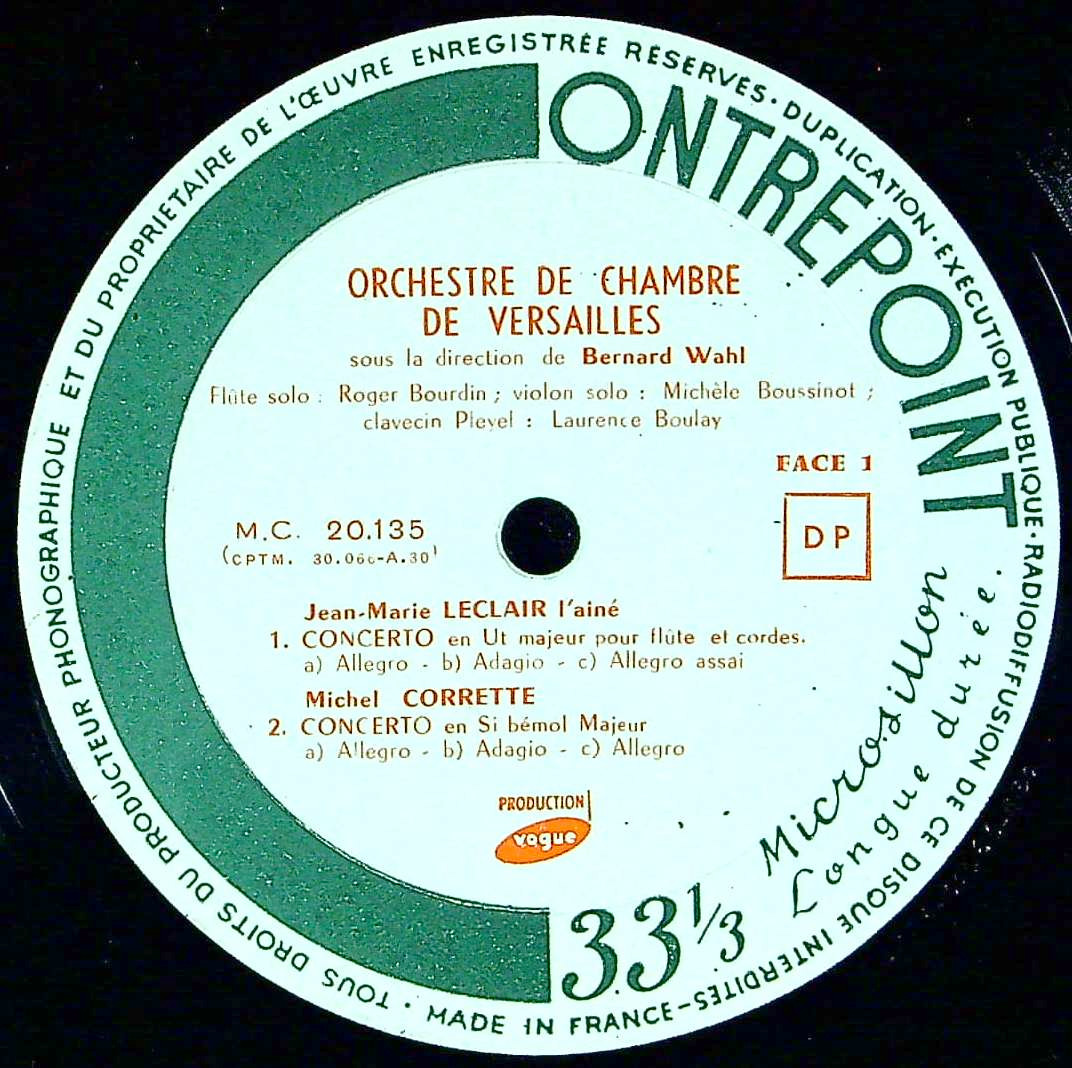 TOUS DROITS DU PRODUCTEUR PHONOGRAPHIQUE ET DU PROPRIETAIRE DE L'ŒUVRE ENREGISTRÉE RÉSERVÉS · DUPLICATION · EXÉCUTION PUBLIQUE · RADIODIFFUSION DE CE DISQUE INTERDITES - MADE IN FRANCE ·
CONTREPOINT
ORCHESTRE DE CHAMBRE
DE VERSAILLES
sous la direction de Bernard Wahl
Flûte solo : Roger Bourdin ; violon solo : Michèle Boussinot ;
clavecin Pleyel : Laurence Boulay
FACE 1
M.C. 20.135
DP
(CPTM. 30.066-A.30)
Jean-Marie LECLAIR l'ainé
1. CONCERTO en Ut majeur pour flûte et cordes.
a) Allegro - b) Adagio - c) Allegro assai
Michel CORRETTE
2. CONCERTO en Si bémol Majeur
a) Allegro - b) Adagio - c) Allegro
PRODUCTION
vogue
33 1/3
Microsillon
Longue durée.